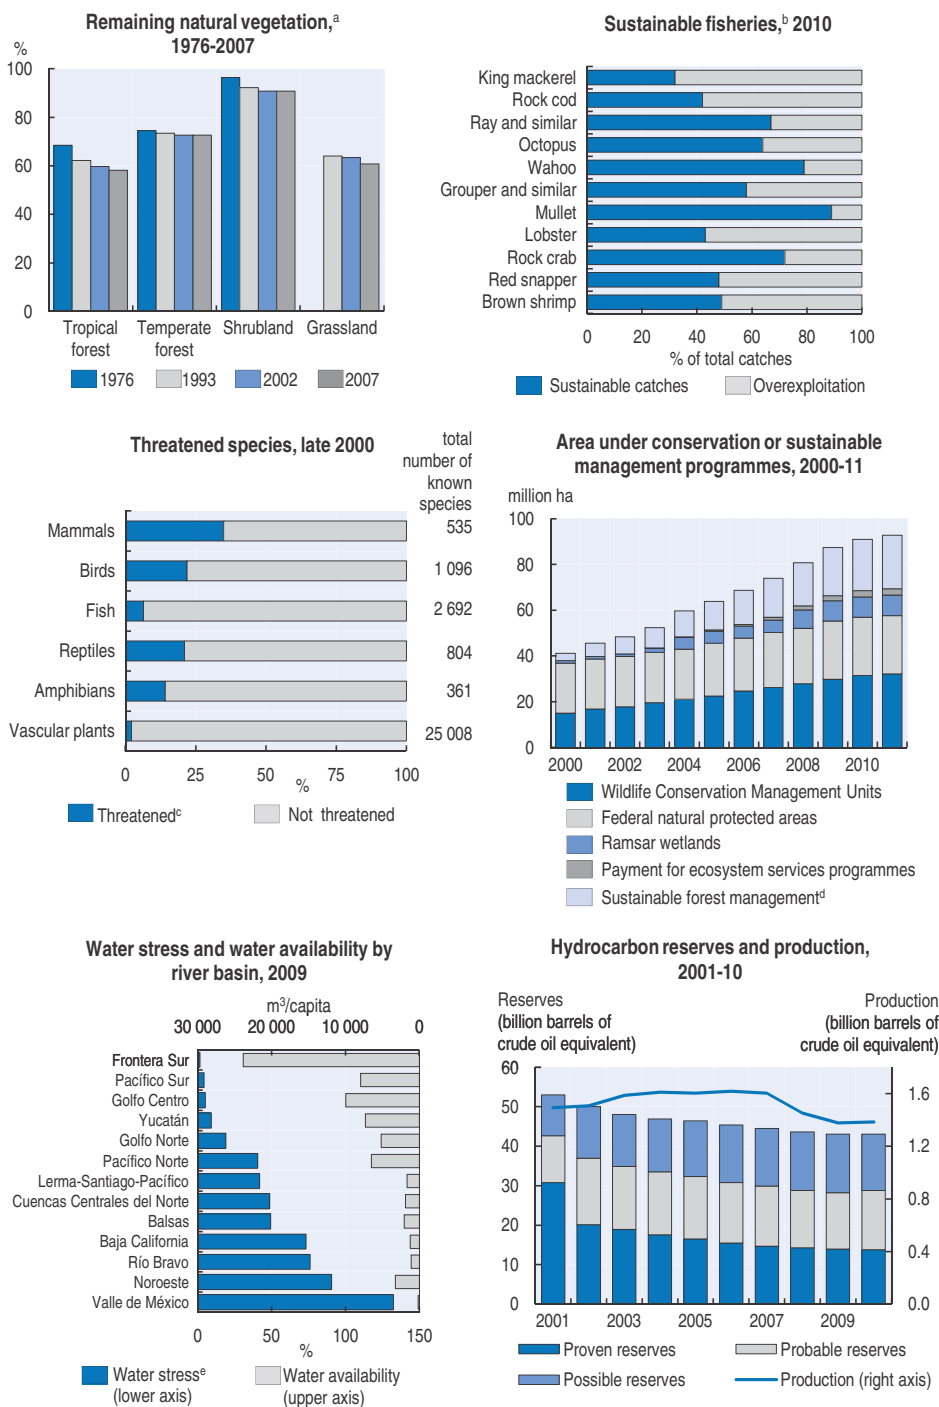 Remaining natural vegetation,ᵃ
1976-2007
%
100
80
60
40
20
0
Tropical forest
Temperate forest
Shrubland
Grassland
1976
1993
2002
2007
Sustainable fisheries,ᵇ 2010
King mackerel
Rock cod
Ray and similar
Octopus
Wahoo
Grouper and similar
Mullet
Lobster
Rock crab
Red snapper
Brown shrimp
0 20 40 60 80 100
% of total catches
Sustainable catches
Overexploitation
Threatened species, late 2000
total
number of
known
species
Mammals 535
Birds 1 096
Fish 2 692
Reptiles 804
Amphibians 361
Vascular plants 25 008
0 25 50 75 100
%
Threatenedᶜ
Not threatened
Area under conservation or sustainable
management programmes, 2000-11
million ha
100
80
60
40
20
0
2000 2002 2004 2006 2008 2010
Wildlife Conservation Management Units
Federal natural protected areas
Ramsar wetlands
Payment for ecosystem services programmes
Sustainable forest managementᵈ
Water stress and water availability by
river basin, 2009
m³/capita
30 000 20 000 10 000 0
Frontera Sur
Pacífico Sur
Golfo Centro
Yucatán
Golfo Norte
Pacífico Norte
Lerma-Santiago-Pacífico
Cuencas Centrales del Norte
Balsas
Baja California
Río Bravo
Noroeste
Valle de México
0 50 100 150
%
Water stressᵉ
(lower axis)
Water availability
(upper axis)
Hydrocarbon reserves and production,
2001-10
Reserves
(billion barrels of
crude oil equivalent)
Production
(billion barrels of
crude oil equivalent)
60
50
40
30
20
10
0
1.6
1.2
0.8
0.4
0.0
2001 2003 2005 2007 2009
Proven reserves
Probable reserves
Possible reserves
Production (right axis)